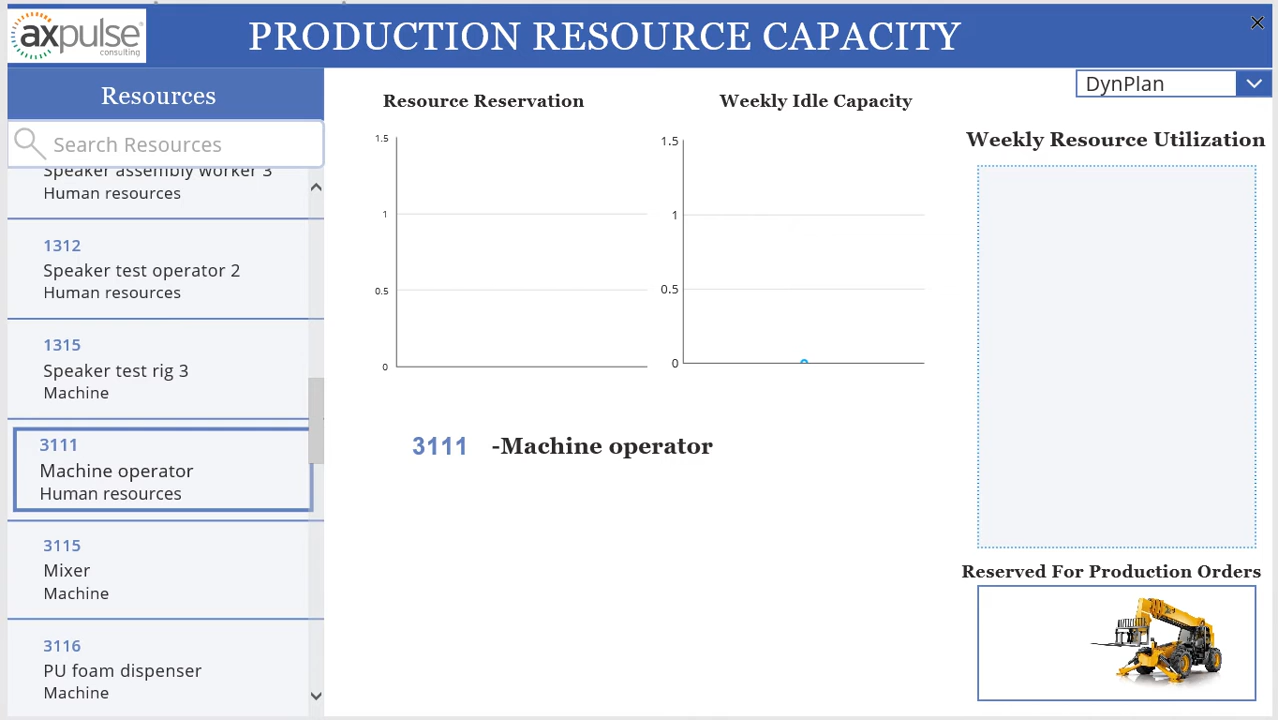 axpulse
consulting
PRODUCTION RESOURCE CAPACITY
Resources
Search Resources
Speaker assembly worker 3
Human resources
1312
Speaker test operator 2
Human resources
1315
Speaker test rig 3
Machine
3111
Machine operator
Human resources
3115
Mixer
Machine
3116
PU foam dispenser
Machine
Resource Reservation
1.5
1
0.5
0
Weekly Idle Capacity
1.5
1
0.5
0
3111 -Machine operator
DynPlan
Weekly Resource Utilization
Reserved For Production Orders